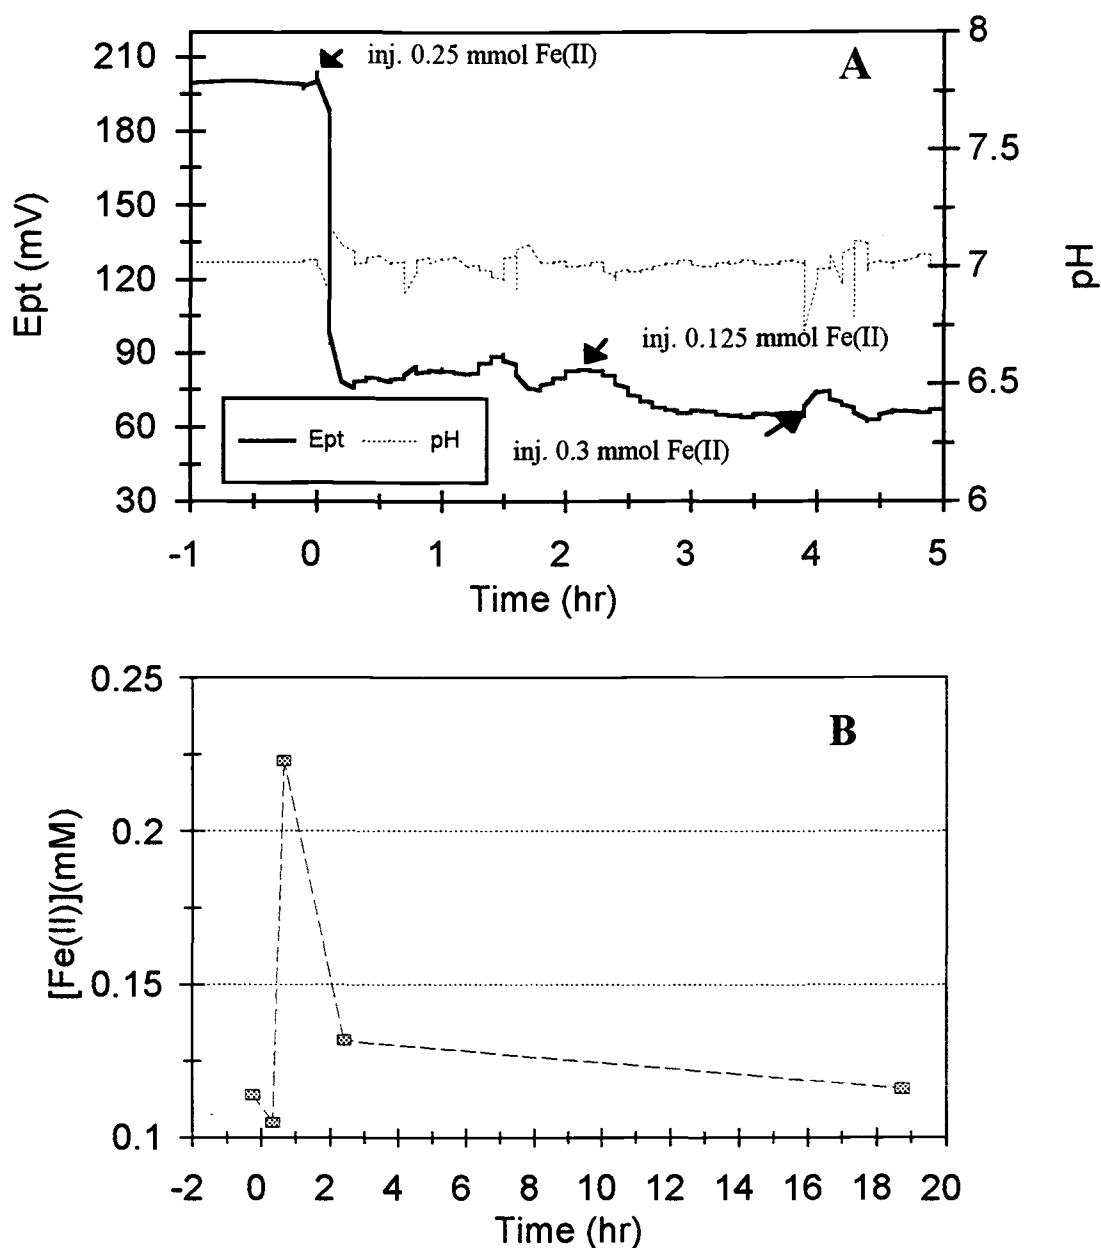 inj. 0.25 mmol Fe(II)
A
8
210
180
150
120
90
60
30
Ept (mV)
7.5
7
6.5
6
pH
inj. 0.125 mmol Fe(II)
inj. 0.3 mmol Fe(II)
Ept pH
-1 0 1 2 3 4 5
Time (hr)
B
0.25
0.2
0.15
0.1
[Fe(II)](mM)
-2 0 2 4 6 8 10 12 14 16 18 20
Time (hr)